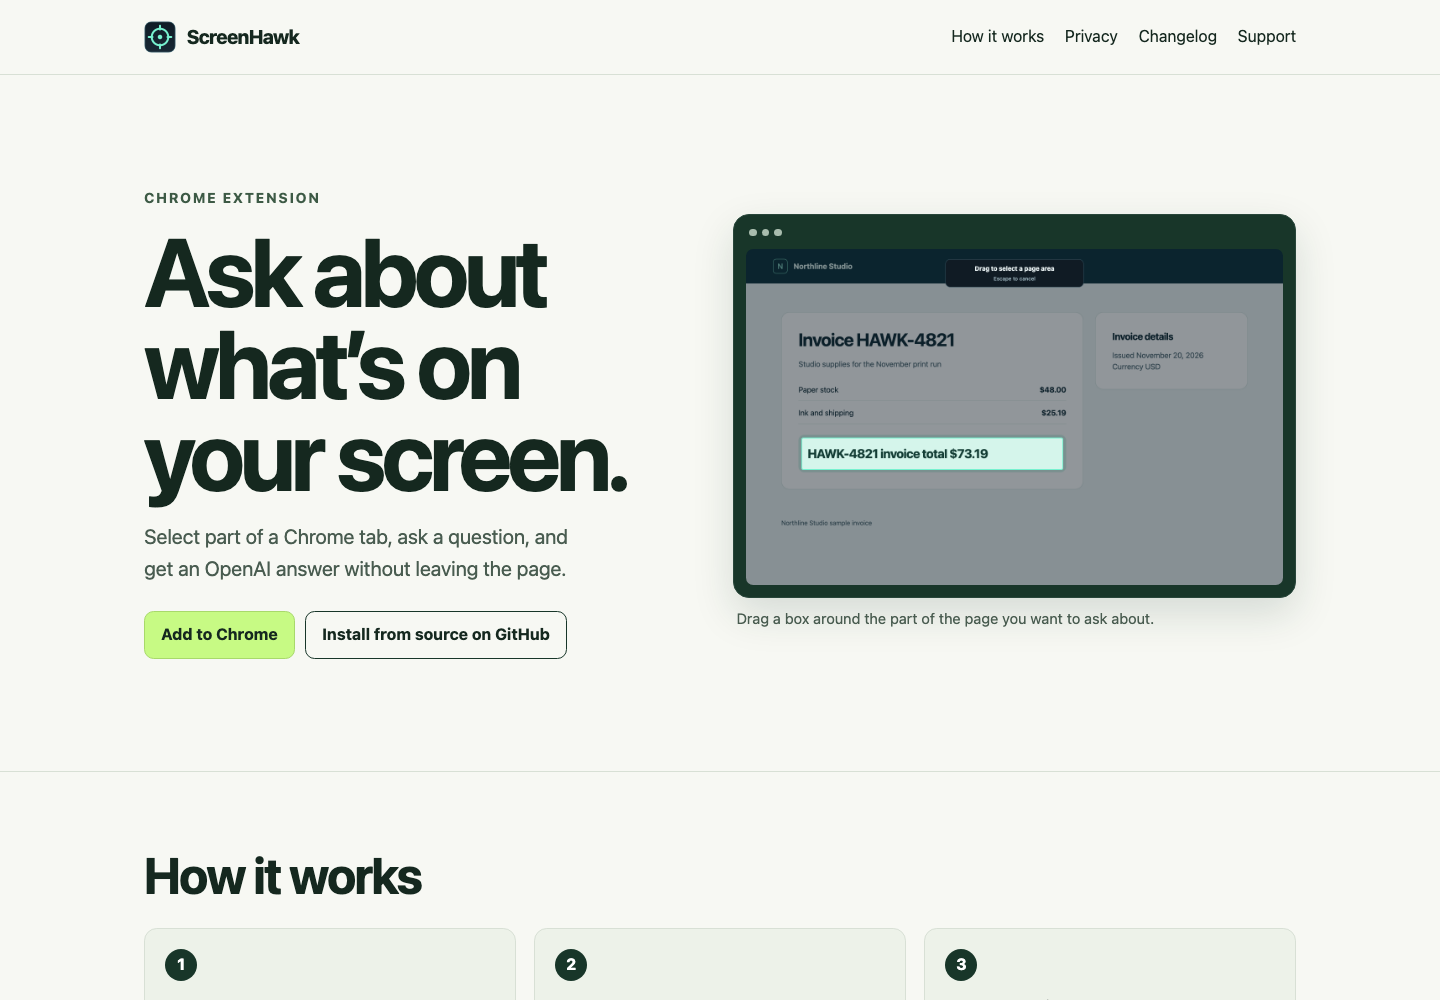 ScreenHawk
How it works Privacy Changelog Support
CHROME EXTENSION
Ask about
what’s on
your screen.
Select part of a Chrome tab, ask a question, and
get an OpenAI answer without leaving the page.
Add to Chrome Install from source on GitHub
N Northline Studio
Drag to select a page area
Escape to cancel
Invoice HAWK-4821
Studio supplies for the November print run
Paper stock $48.00
Ink and shipping $25.19
HAWK-4821 invoice total $73.19
Invoice details
Issued November 20, 2026
Currency USD
Northline Studio sample invoice
Drag a box around the part of the page you want to ask about.
How it works
1
2
3